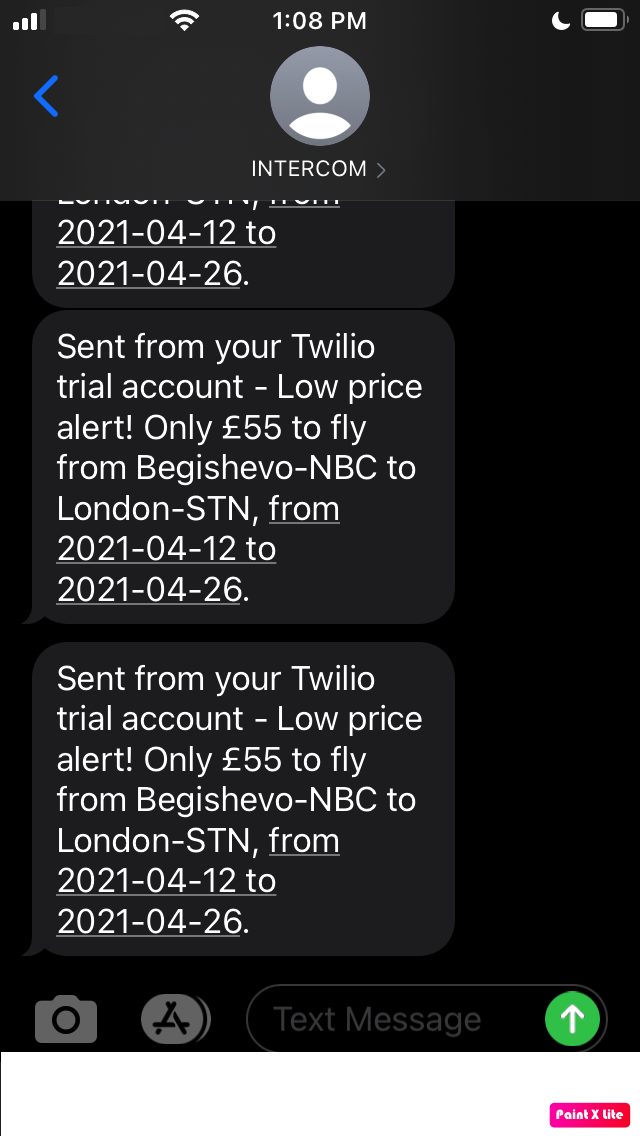 1:08 PM
INTERCOM
London-STN, from
2021-04-12 to
2021-04-26.
Sent from your Twilio
trial account - Low price
alert! Only £55 to fly
from Begishevo-NBC to
London-STN, from
2021-04-12 to
2021-04-26.
Sent from your Twilio
trial account - Low price
alert! Only £55 to fly
from Begishevo-NBC to
London-STN, from
2021-04-12 to
2021-04-26.
Text Message
Paint X Lite